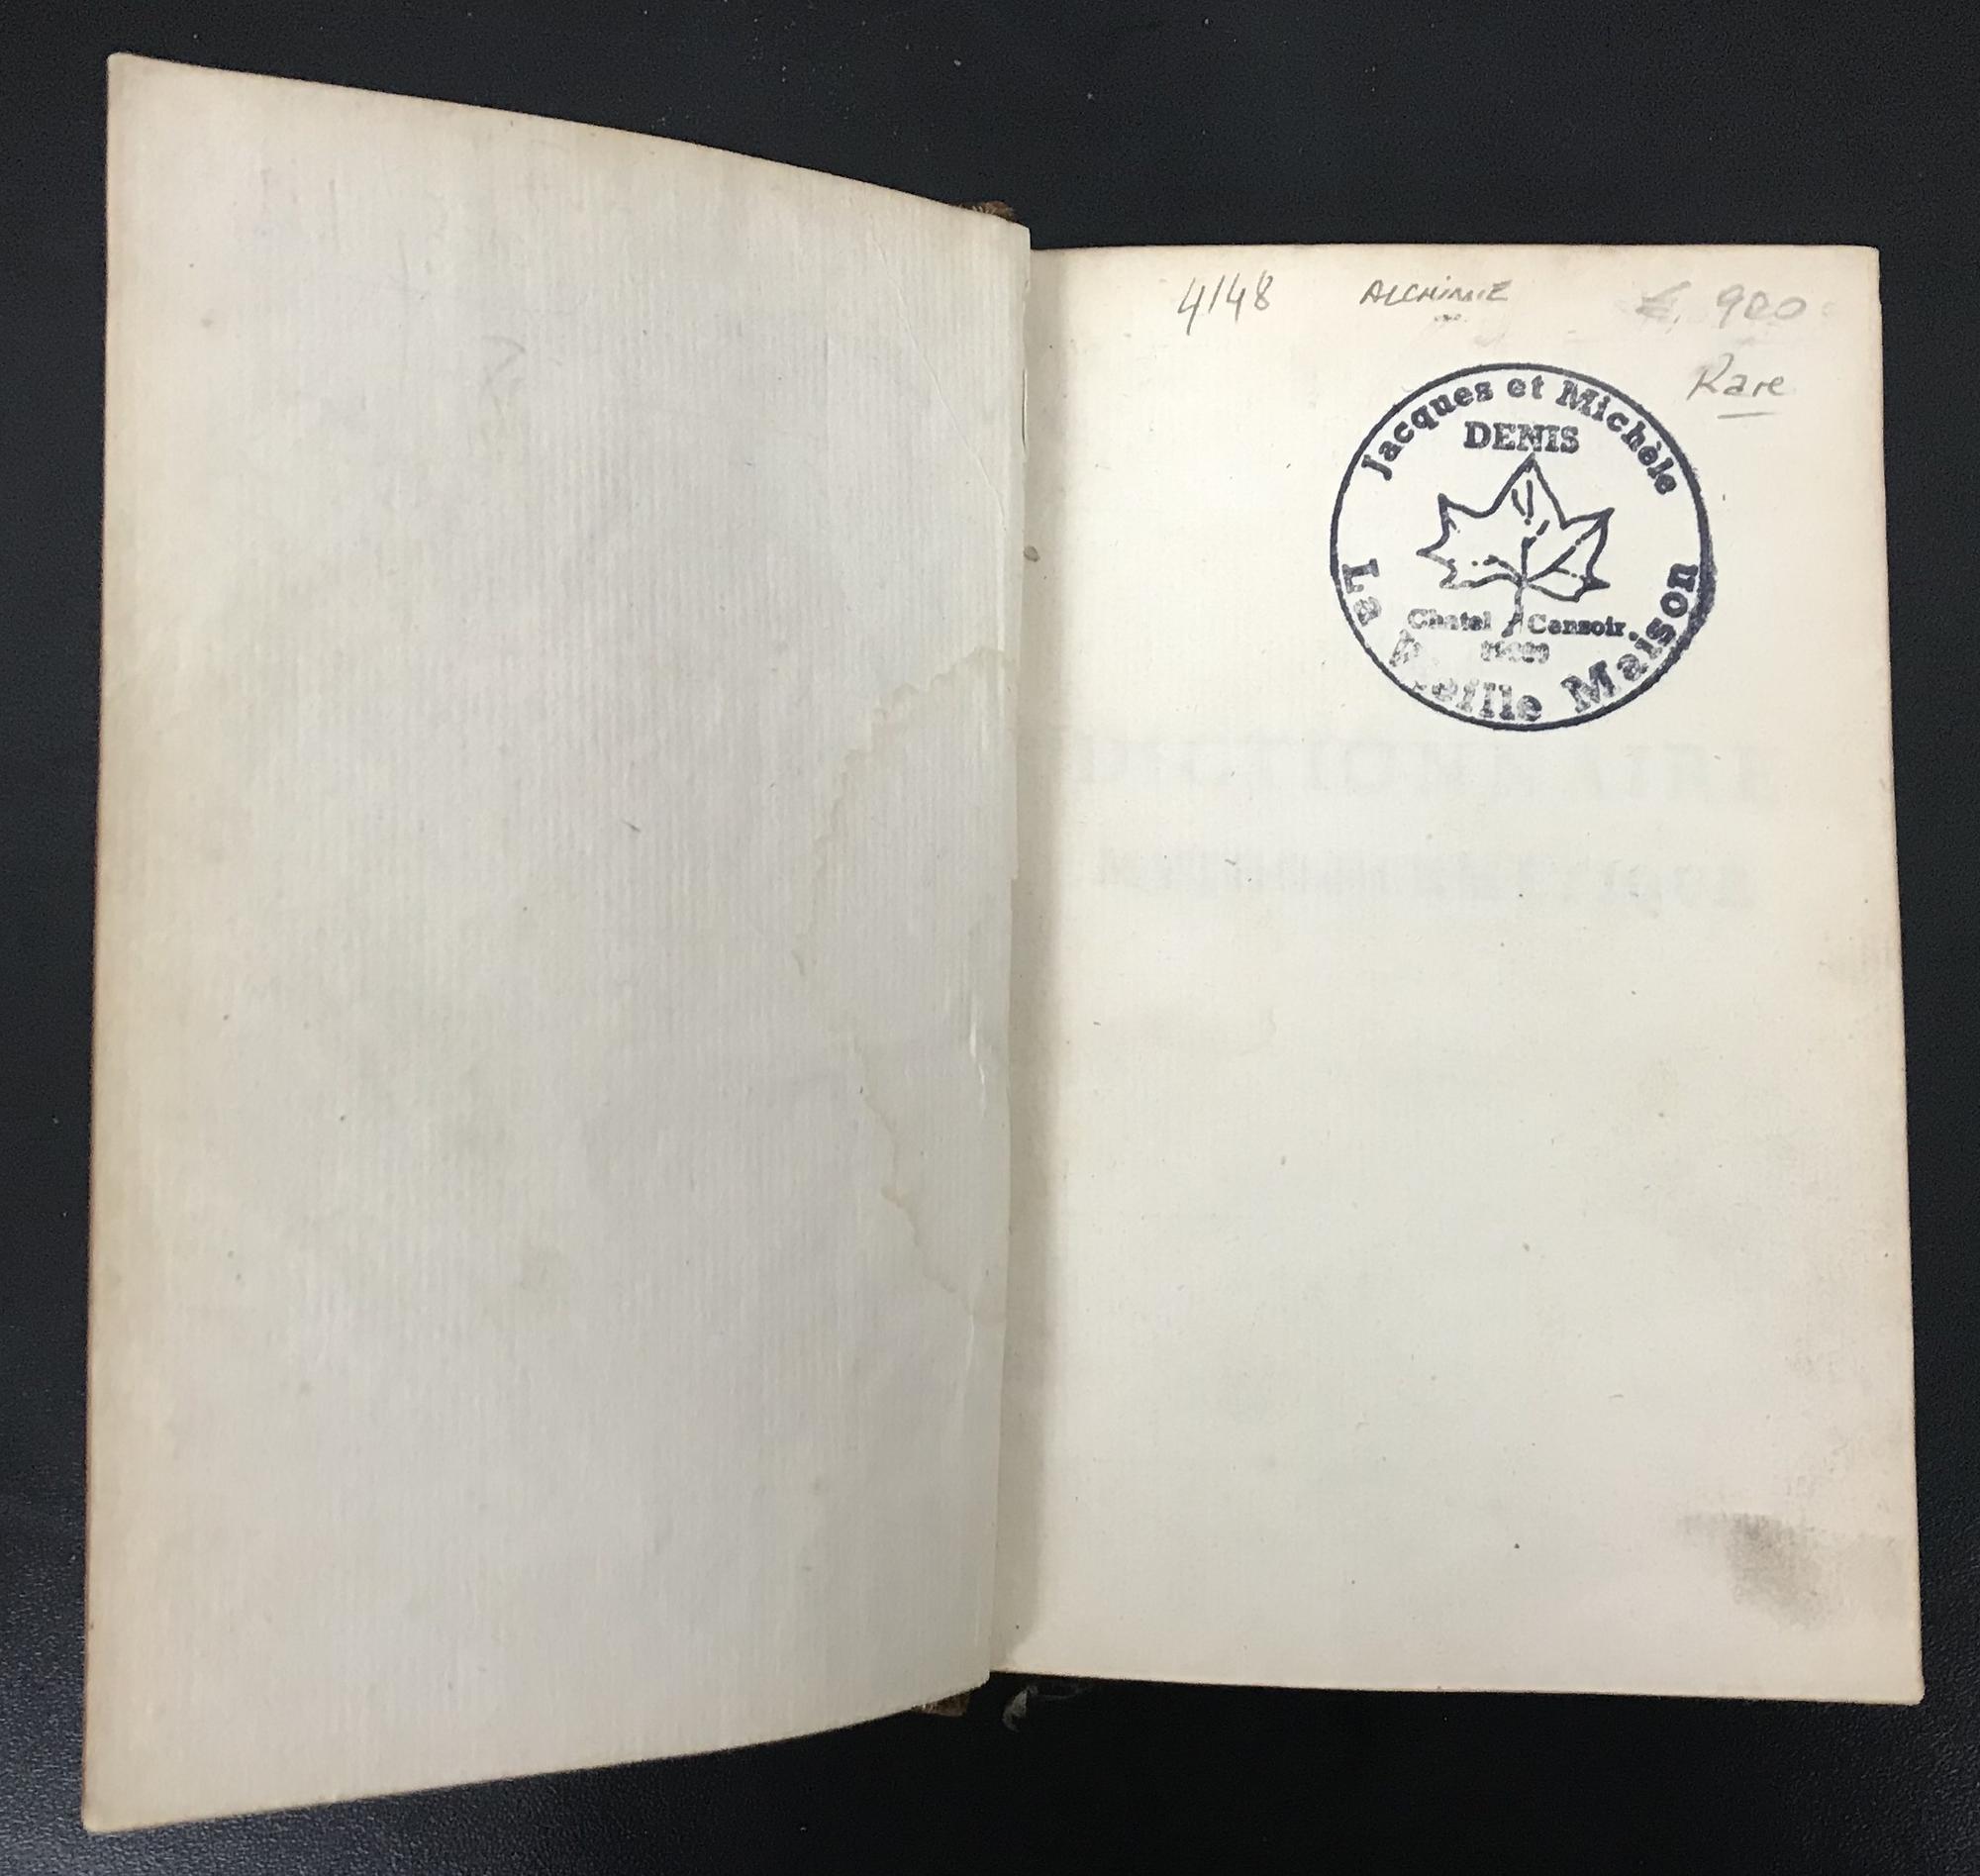 4148 ALCHIMIE € 900
Rare
Jacques et Michèle
DENIS
Chatel Censoir
La Vieille Maison
DICTIONNAIRE